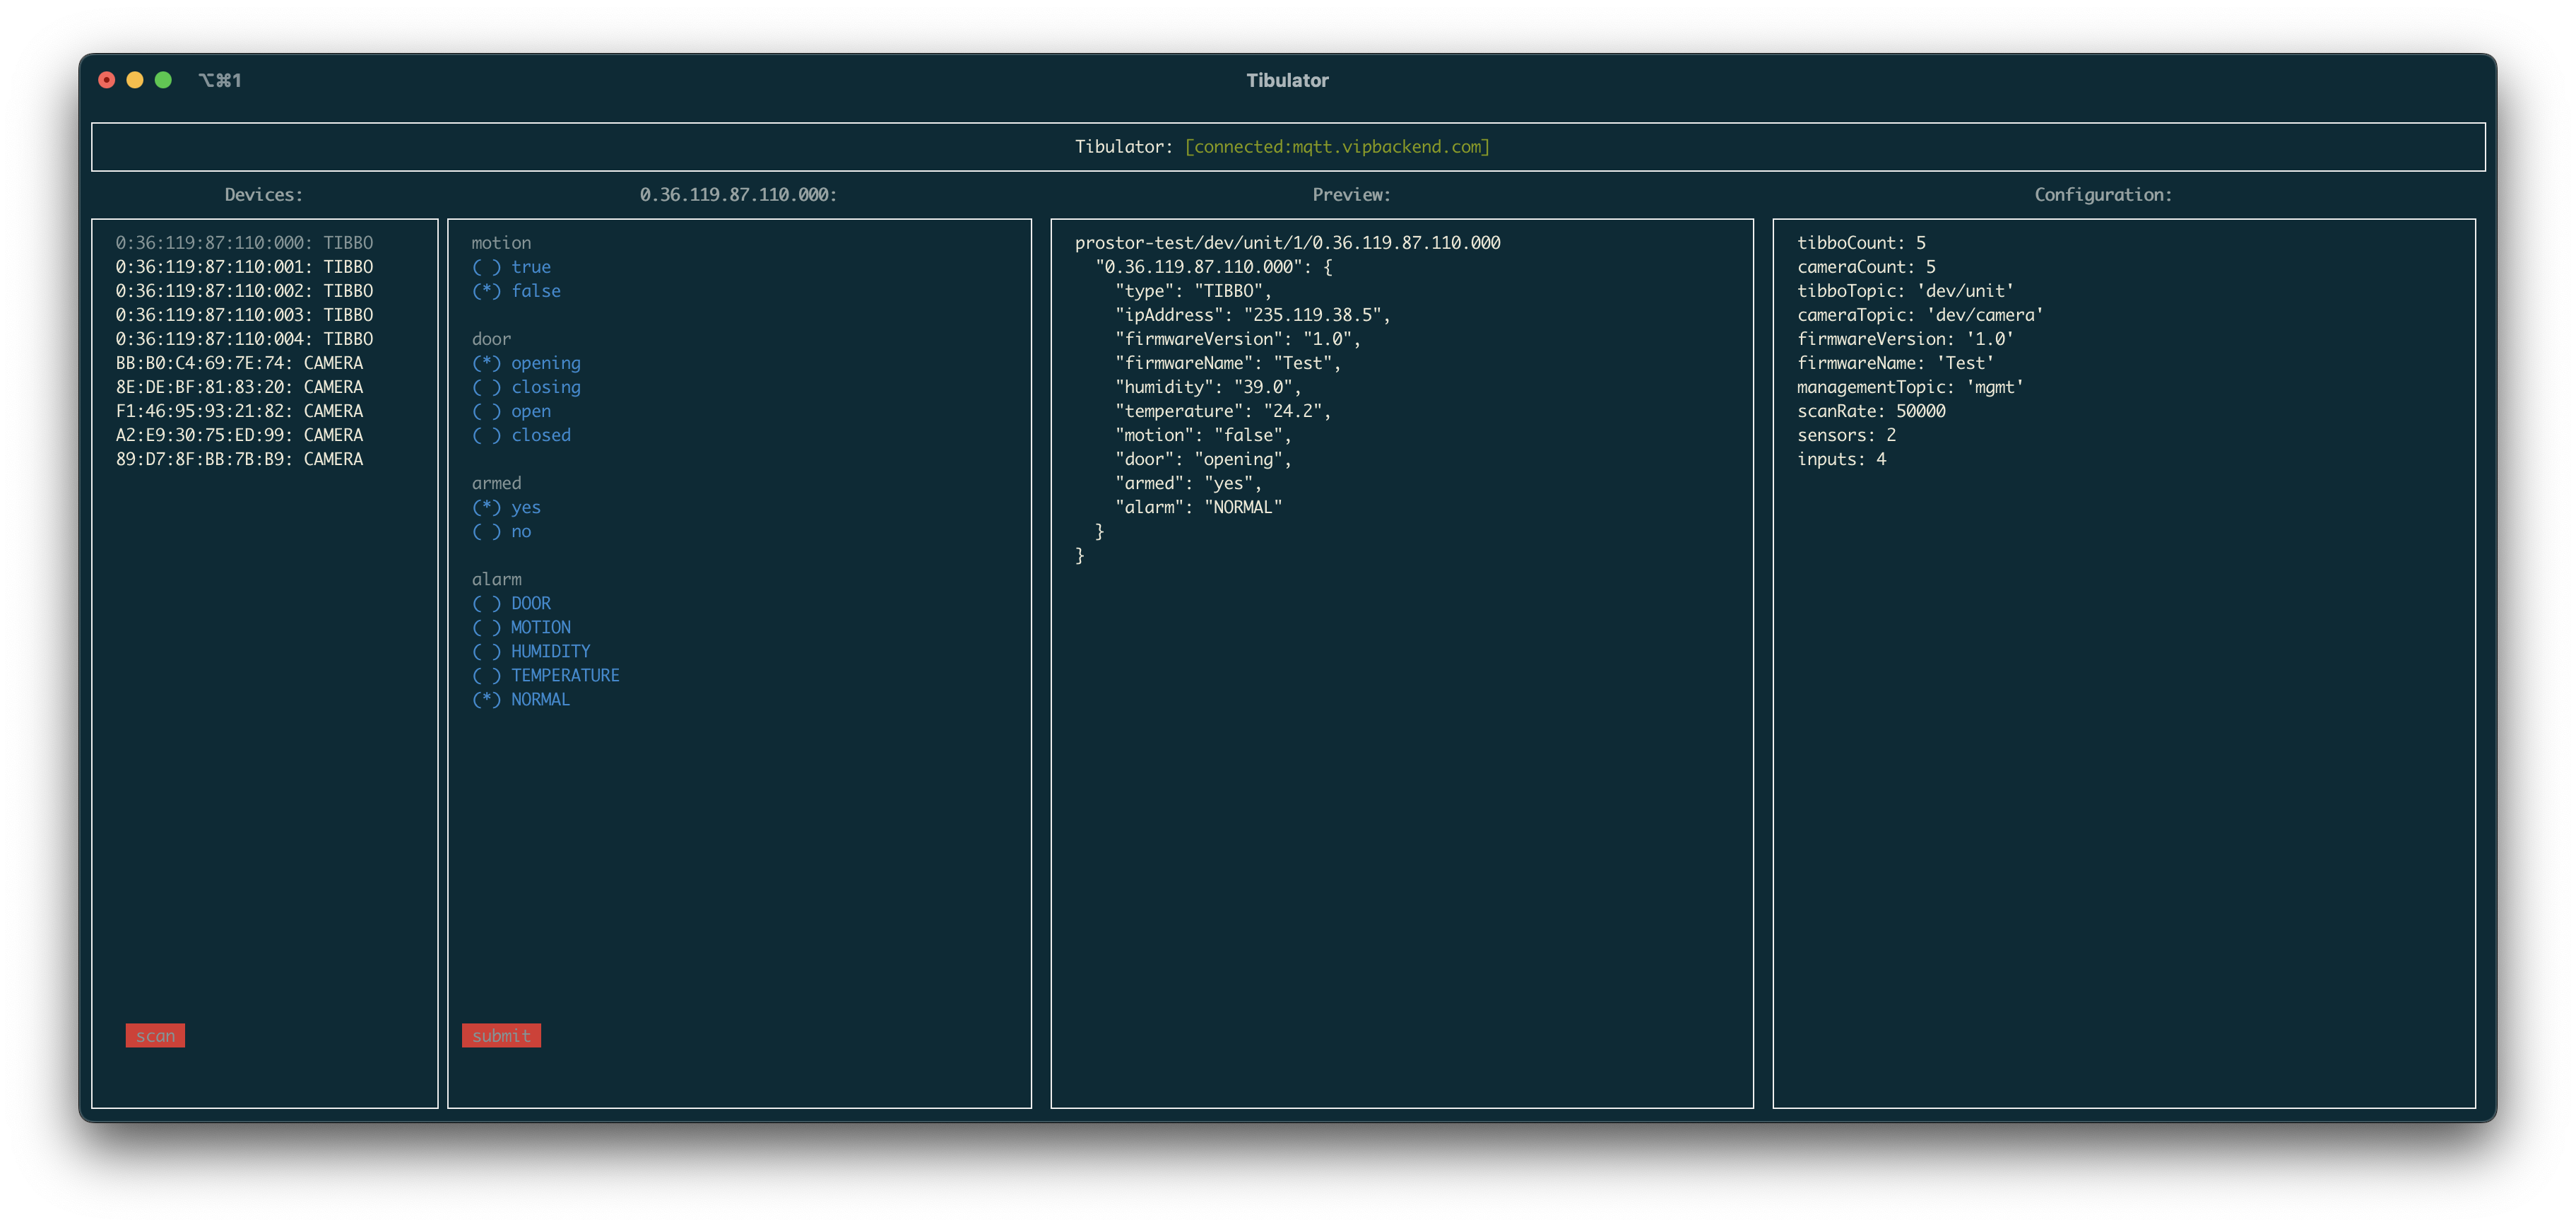 ⌥⌘1
Tibulator
Tibulator: [connected:mqtt.vipbackend.com]
Devices:
0:36:119:87:110:000: TIBBO
0:36:119:87:110:001: TIBBO
0:36:119:87:110:002: TIBBO
0:36:119:87:110:003: TIBBO
0:36:119:87:110:004: TIBBO
BB:B0:C4:69:7E:74: CAMERA
8E:DE:BF:81:83:20: CAMERA
F1:46:95:93:21:82: CAMERA
A2:E9:30:75:ED:99: CAMERA
89:D7:8F:BB:7B:B9: CAMERA
scan
0.36.119.87.110.000:
motion
( ) true
(*) false
door
(*) opening
( ) closing
( ) open
( ) closed
armed
(*) yes
( ) no
alarm
( ) DOOR
( ) MOTION
( ) HUMIDITY
( ) TEMPERATURE
(*) NORMAL
submit
Preview:
prostor-test/dev/unit/1/0.36.119.87.110.000
"0.36.119.87.110.000": {
"type": "TIBBO",
"ipAddress": "235.119.38.5",
"firmwareVersion": "1.0",
"firmwareName": "Test",
"humidity": "39.0",
"temperature": "24.2",
"motion": "false",
"door": "opening",
"armed": "yes",
"alarm": "NORMAL"
}
}
Configuration:
tibboCount: 5
cameraCount: 5
tibboTopic: 'dev/unit'
cameraTopic: 'dev/camera'
firmwareVersion: '1.0'
firmwareName: 'Test'
managementTopic: 'mgmt'
scanRate: 50000
sensors: 2
inputs: 4